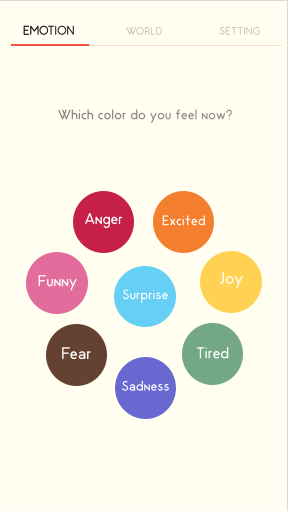 EMOTION WORLD SETTING
Which color do you feel now?
Anger Excited
Funny Surprise Joy
Fear Tired
Sadness